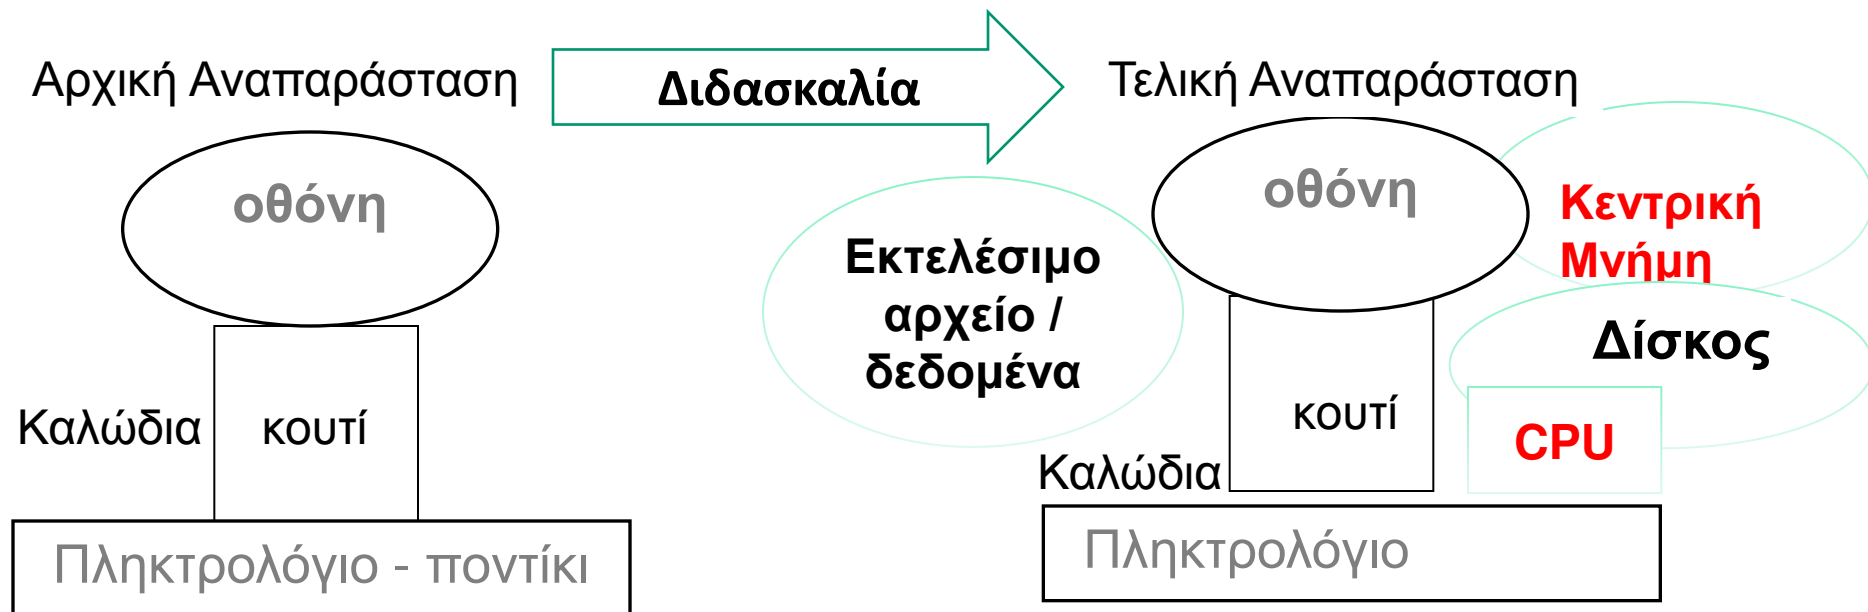 Αρχική Αναπαράσταση
Διδασκαλία
Τελική Αναπαράσταση
οθόνη
Καλώδια
κουτί
Πληκτρολόγιο - ποντίκι
Εκτελέσιμο
αρχείο /
δεδομένα
οθόνη
Κεντρική
Μνήμη
Δίσκος
κουτί
CPU
Καλώδια
Πληκτρολόγιο